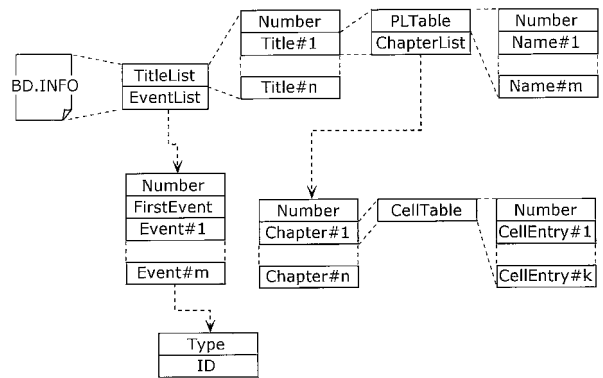 BD.INFO
TitleList
EventList
Number
Title#1
Title#n
PLTable
ChapterList
Number
Name#1
Name#m
Number
FirstEvent
Event#1
Event#m
Type
ID
Number
Chapter#1
Chapter#n
CellTable
Number
CellEntry#1
CellEntry#k